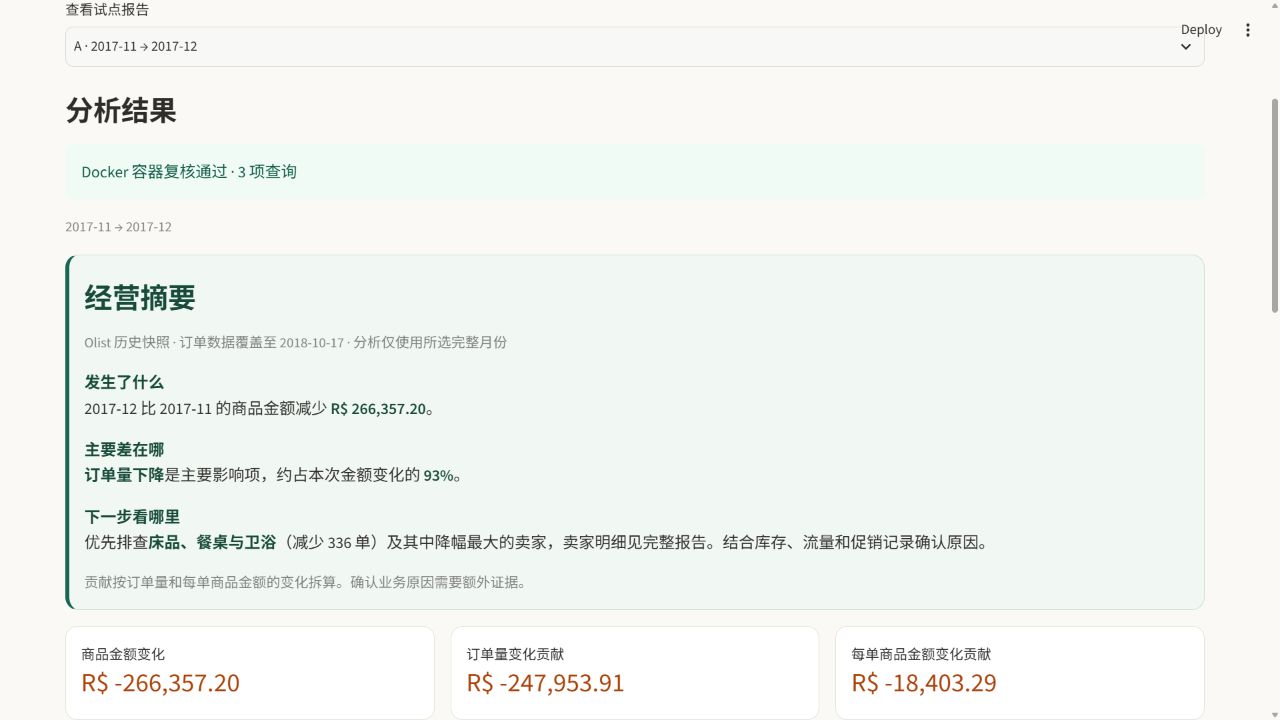 查看试点报告
Deploy
A · 2017-11 → 2017-12
分析结果
Docker 容器复核通过 · 3 项查询
2017-11 → 2017-12
经营摘要
Olist 历史快照 · 订单数据覆盖至 2018-10-17 · 分析仅使用所选完整月份
发生了什么
2017-12 比 2017-11 的商品金额减少 R$ 266,357.20。
主要差在哪
订单量下降是主要影响项，约占本次金额变化的 93%。
下一步看哪里
优先排查床品、餐桌与卫浴（减少 336 单）及其中降幅最大的卖家，卖家明细见完整报告。结合库存、流量和促销记录确认原因。
贡献按订单量和每单商品金额的变化拆算。确认业务原因需要额外证据。
商品金额变化
R$ -266,357.20
订单量变化贡献
R$ -247,953.91
每单商品金额变化贡献
R$ -18,403.29